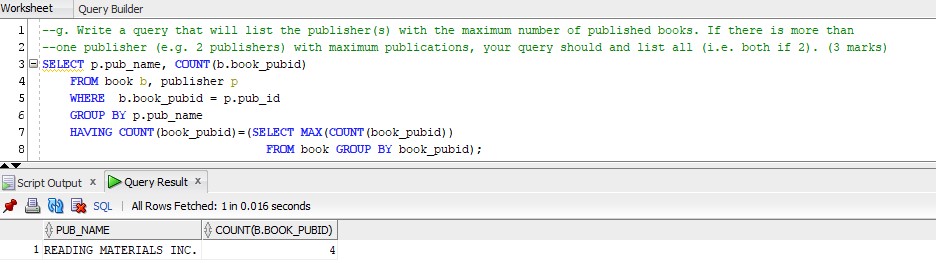 Worksheet Query Builder
1 --g. Write a query that will list the publisher(s) with the maximum number of published books. If there is more than
2 --one publisher (e.g. 2 publishers) with maximum publications, your query should and list all (i.e. both if 2). (3 marks)
3 SELECT p.pub_name, COUNT(b.book_pubid)
4 FROM book b, publisher p
5 WHERE b.book_pubid = p.pub_id
6 GROUP BY p.pub_name
7 HAVING COUNT(book_pubid)=(SELECT MAX(COUNT(book_pubid))
8 FROM book GROUP BY book_pubid);
Script Output x Query Result x
SQL | All Rows Fetched: 1 in 0.016 seconds
PUB_NAME COUNT(B.BOOK_PUBID)
1 READING MATERIALS INC. 4